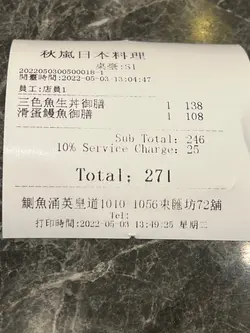 秋嵐日本料理
桌臺:51
2022050300500018-1
開臺時間:2022-05-03 13:04:47
員工:店員1
三色魚生丼御膳 1 138
滑蛋鰻魚御膳 1 108
Sub Total: 246
10% Service Charge: 25
Total: 271
鰂魚涌英皇道1010 1056東匯坊72舖
Tel:
打印時間:2022-05-03 13:49:25 星期二